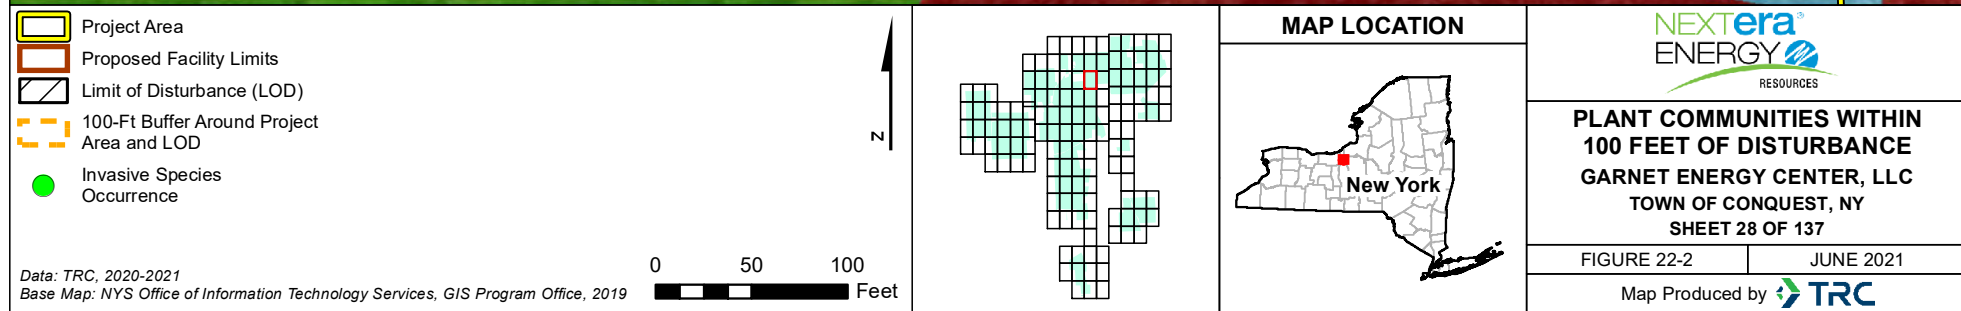 Project Area
Proposed Facility Limits
Limit of Disturbance (LOD)
100-Ft Buffer Around Project
Area and LOD
Invasive Species
Occurrence
Data: TRC, 2020-2021
Base Map: NYS Office of Information Technology Services, GIS Program Office, 2019
0 50 100
Feet
N
MAP LOCATION
New York
NEXTera®
ENERGY
RESOURCES
PLANT COMMUNITIES WITHIN
100 FEET OF DISTURBANCE
GARNET ENERGY CENTER, LLC
TOWN OF CONQUEST, NY
SHEET 28 OF 137
FIGURE 22-2
JUNE 2021
Map Produced by TRC